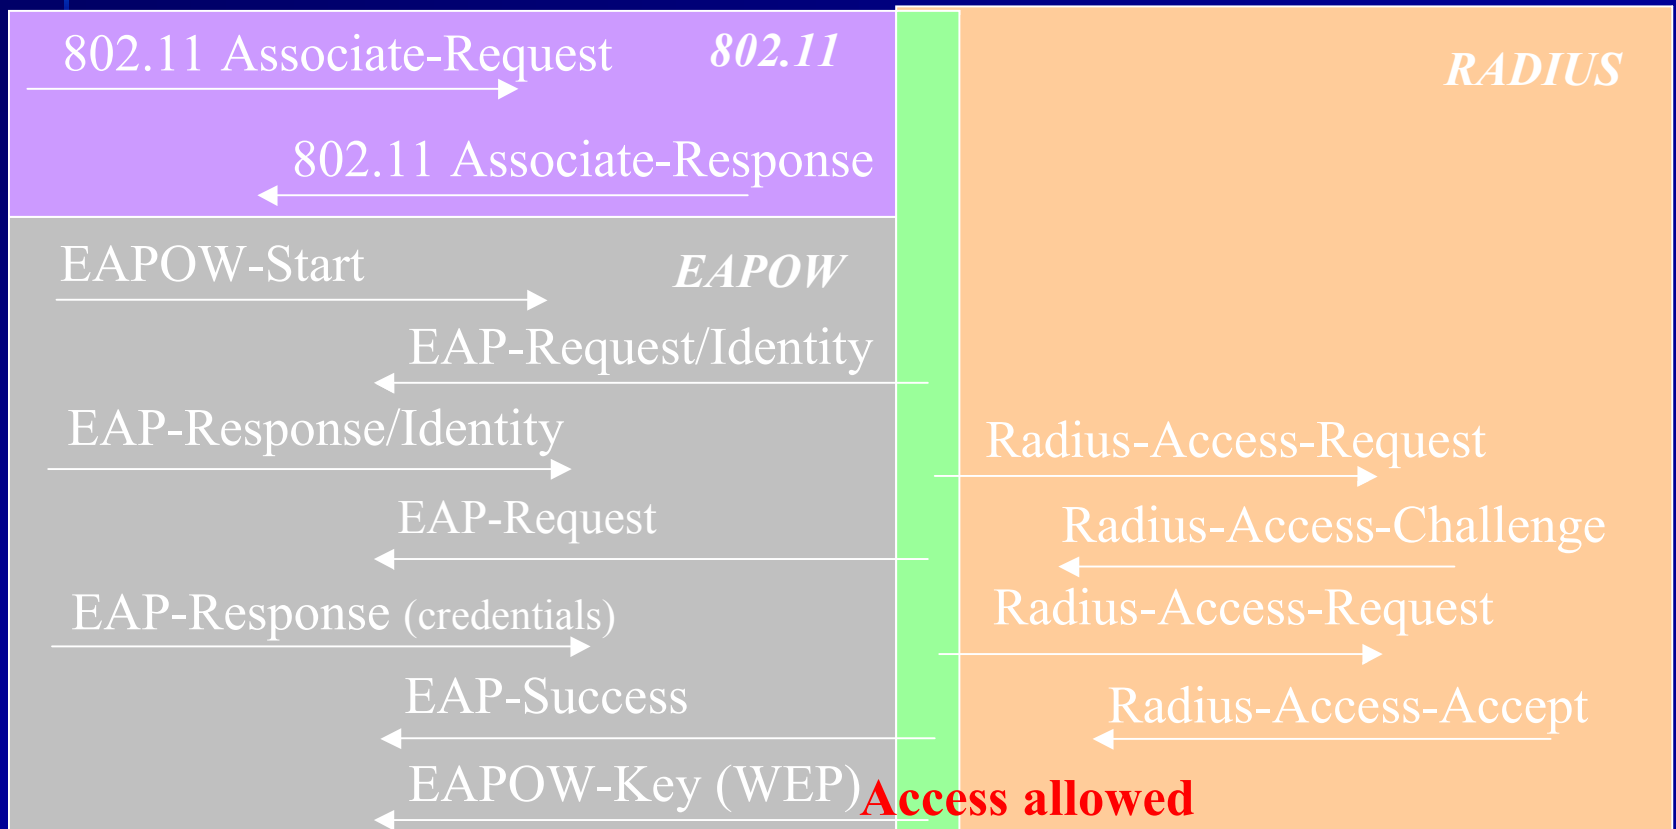 802.11 Associate-Request
802.11
RADIUS
802.11 Associate-Response
EAPOW-Start
EAPOW
EAP-Request/Identity
EAP-Response/Identity
Radius-Access-Request
EAP-Request
Radius-Access-Challenge
EAP-Response (credentials)
Radius-Access-Request
EAP-Success
Radius-Access-Accept
EAPOW-Key (WEP)
Access allowed